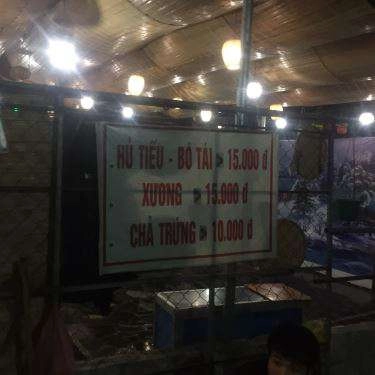 HỦ TIẾU - BÒ TÁI 15.000 đ
XƯƠNG 15.000 đ
CHẢ TRỨNG 10.000 đ